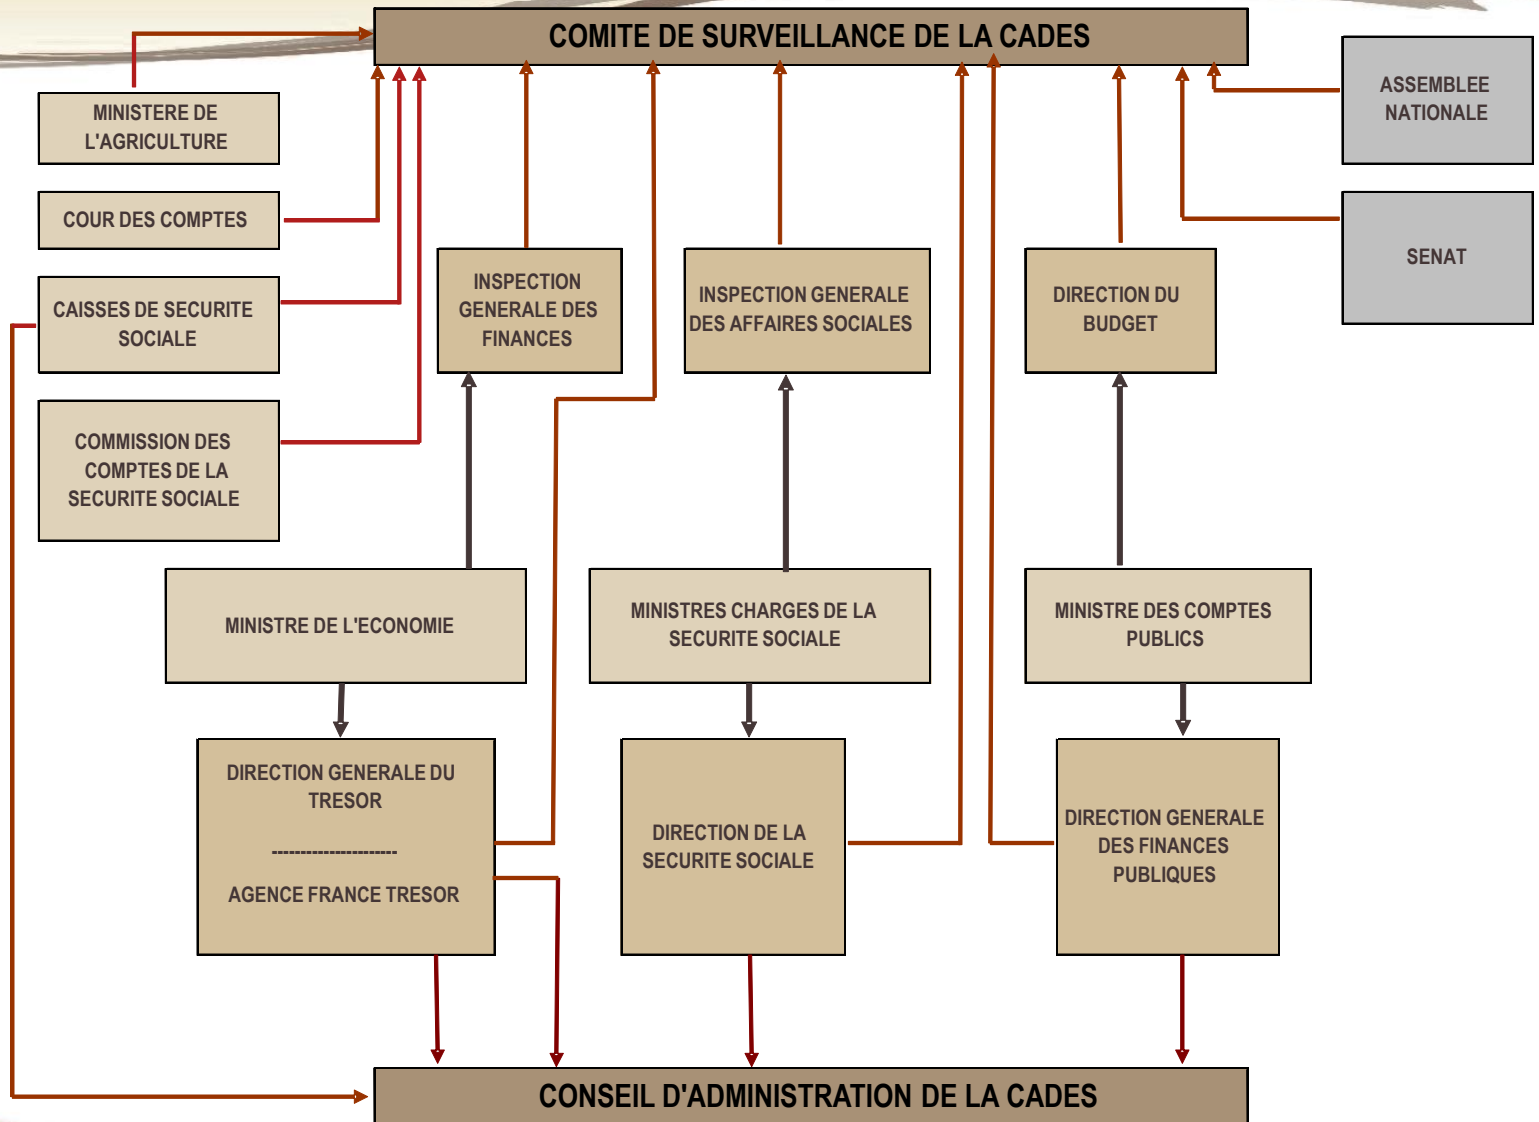 COMITE DE SURVEILLANCE DE LA CADES
MINISTERE DE
L'AGRICULTURE
COUR DES COMPTES
CAISSES DE SECURITE
SOCIALE
COMMISSION DES
COMPTES DE LA
SECURITE SOCIALE
INSPECTION
GENERALE DES
FINANCES
INSPECTION GENERALE
DES AFFAIRES SOCIALES
DIRECTION DU
BUDGET
ASSEMBLEE
NATIONALE
SENAT
MINISTRE DE L'ECONOMIE
MINISTRES CHARGES DE LA
SECURITE SOCIALE
MINISTRE DES COMPTES
PUBLICS
DIRECTION GENERALE DU
TRESOR
----------------------
AGENCE FRANCE TRESOR
DIRECTION DE LA
SECURITE SOCIALE
DIRECTION GENERALE
DES FINANCES
PUBLIQUES
CONSEIL D'ADMINISTRATION DE LA CADES